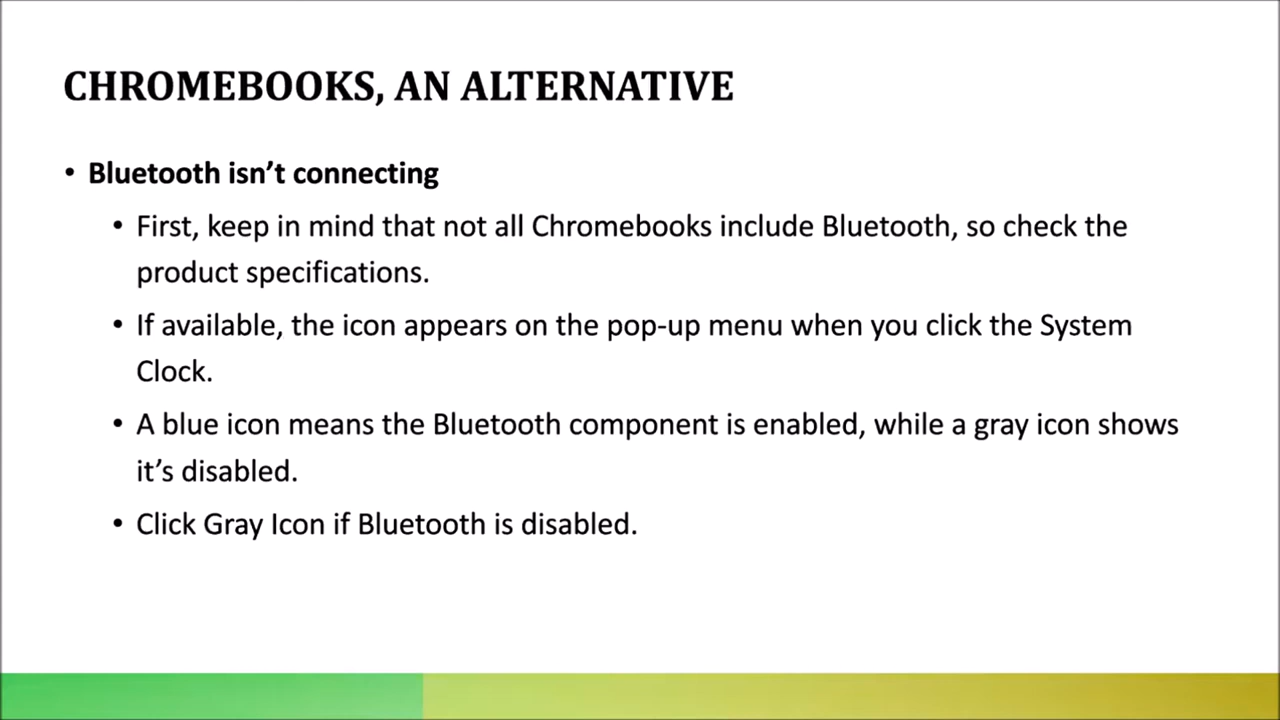 CHROMEBOOKS, AN ALTERNATIVE
• Bluetooth isn’t connecting
• First, keep in mind that not all Chromebooks include Bluetooth, so check the
product specifications.
• If available, the icon appears on the pop-up menu when you click the System
Clock.
• A blue icon means the Bluetooth component is enabled, while a gray icon shows
it’s disabled.
• Click Gray Icon if Bluetooth is disabled.